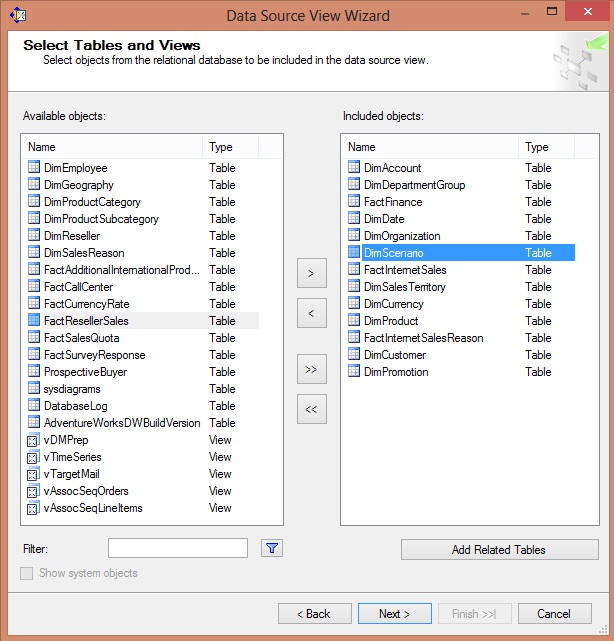 Data Source View Wizard
Select Tables and Views
Select objects from the relational database to be included in the data source view.
Available objects:
Name Type
DimEmployee Table
DimGeography Table
DimProductCategory Table
DimProductSubcategory Table
DimReseller Table
DimSalesReason Table
FactAdditionalInternationalProd... Table
FactCallCenter Table
FactCurrencyRate Table
FactResellerSales Table
FactSalesQuota Table
FactSurveyResponse Table
ProspectiveBuyer Table
sysdiagrams Table
DatabaseLog Table
AdventureWorksDWBuildVersion Table
vDMPrep View
vTimeSeries View
vTargetMail View
vAssocSeqOrders View
vAssocSeqLineItems View
>
<
>>
<<
Included objects:
Name Type
DimAccount Table
DimDepartmentGroup Table
FactFinance Table
DimDate Table
DimOrganization Table
DimScenario Table
FactInternetSales Table
DimSalesTerritory Table
DimCurrency Table
DimProduct Table
FactInternetSalesReason Table
DimCustomer Table
DimPromotion Table
Filter:
Add Related Tables
Show system objects
< Back
Next >
Finish >>|
Cancel